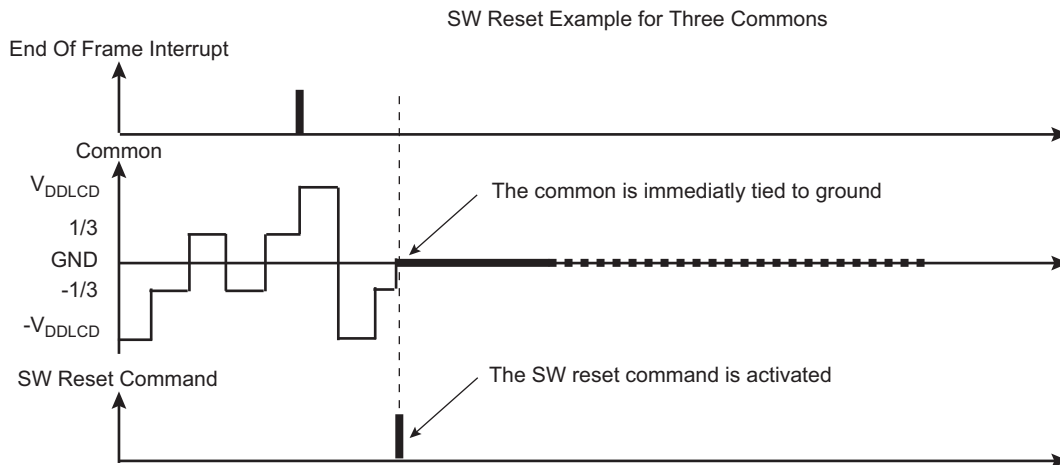 SW Reset Example for Three Commons
End Of Frame Interrupt
Common
VDDLCD
The common is immediatly tied to ground
1/3
GND
-1/3
-VDDLCD
SW Reset Command
The SW reset command is activated